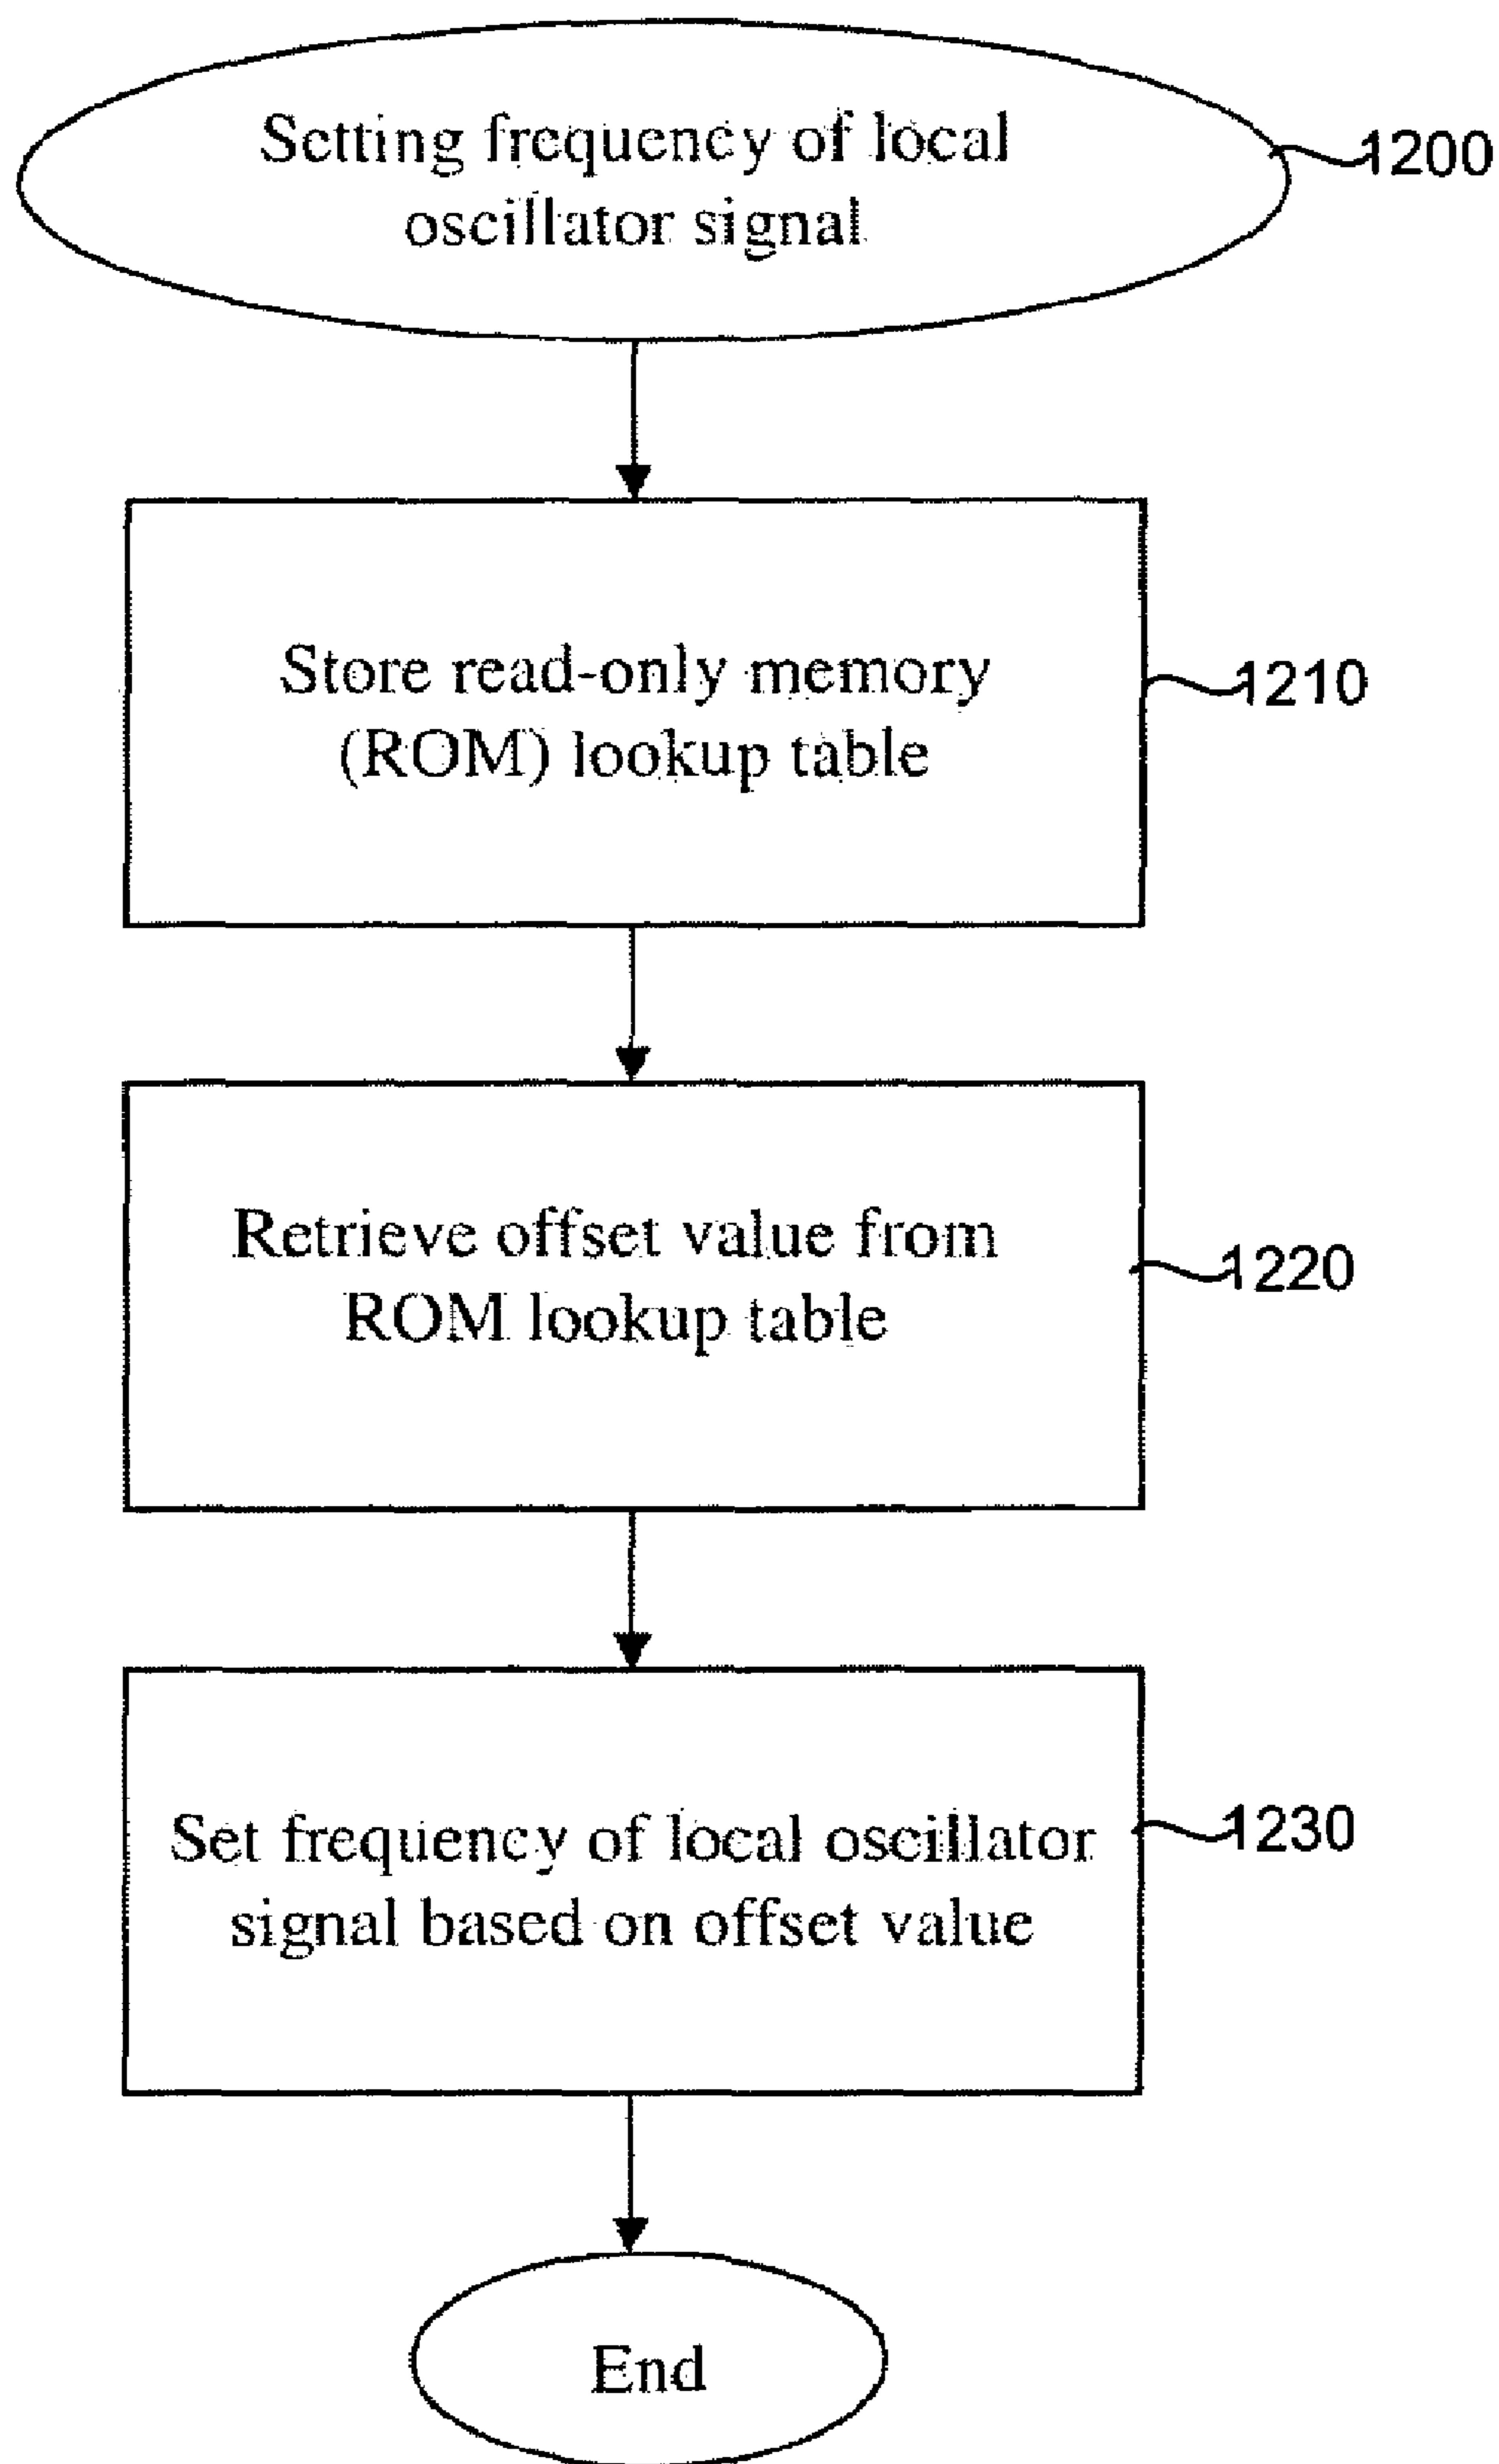 Setting frequency of local
oscillator signal
1200
Store read-only memory
(ROM) lookup table
1210
Retrieve offset value from
ROM lookup table
1220
Set frequency of local oscillator
signal based on offset value
1230
End